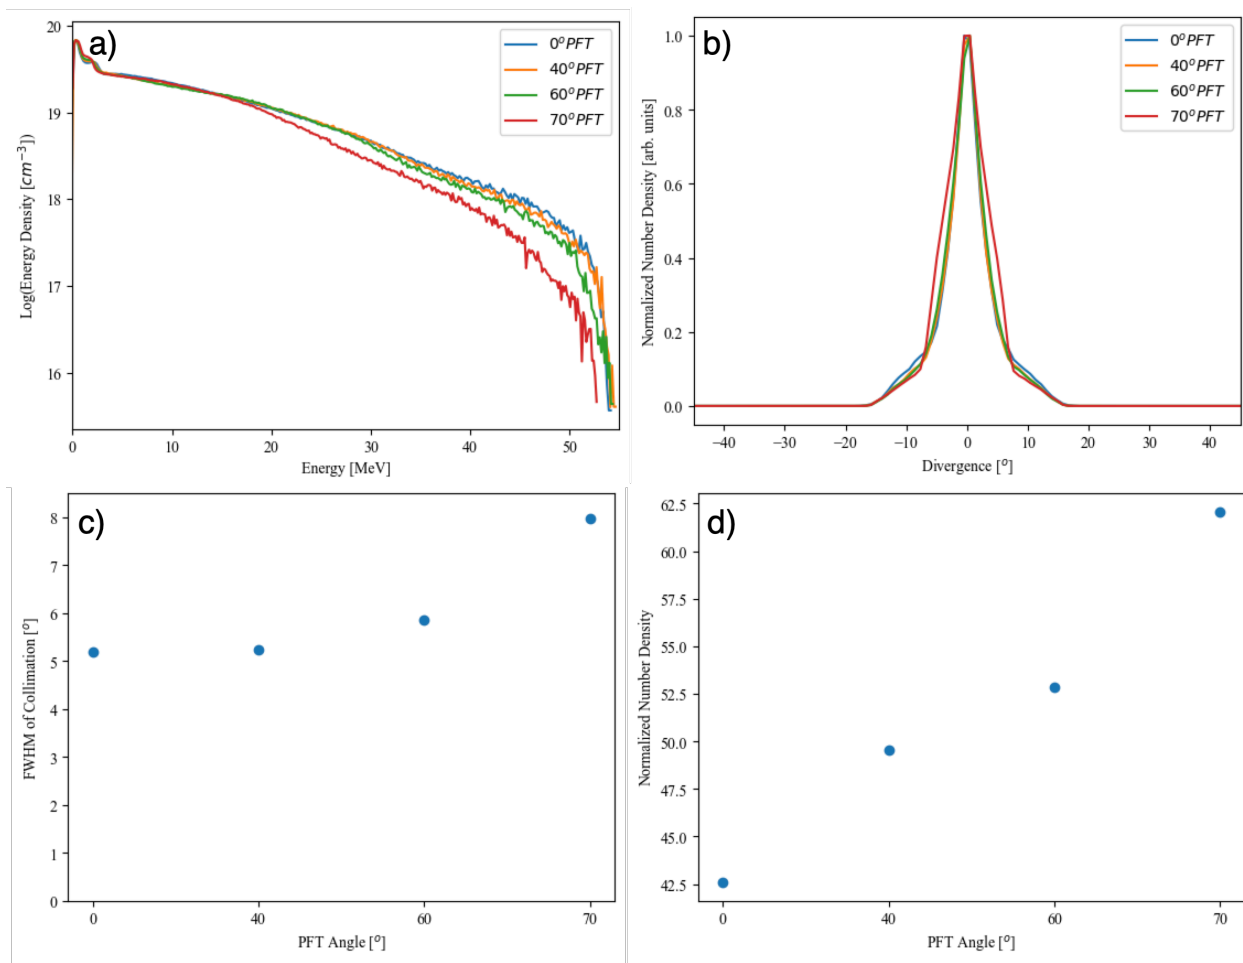 a)
0°PFT
40°PFT
60°PFT
70°PFT
20
19
18
17
16
Log(Energy Density [cm⁻³])
0 10 20 30 40 50
Energy [MeV]
b)
0°PFT
40°PFT
60°PFT
70°PFT
1.0
0.8
0.6
0.4
0.2
0.0
Normalized Number Density [arb. units]
−40 −30 −20 −10 0 10 20 30 40
Divergence [°]
c)
8
7
6
5
4
3
2
1
0
FWHM of Collimation [°]
0 40 60 70
PFT Angle [°]
d)
62.5
60.0
57.5
55.0
52.5
50.0
47.5
45.0
42.5
Normalized Number Density
0 40 60 70
PFT Angle [°]